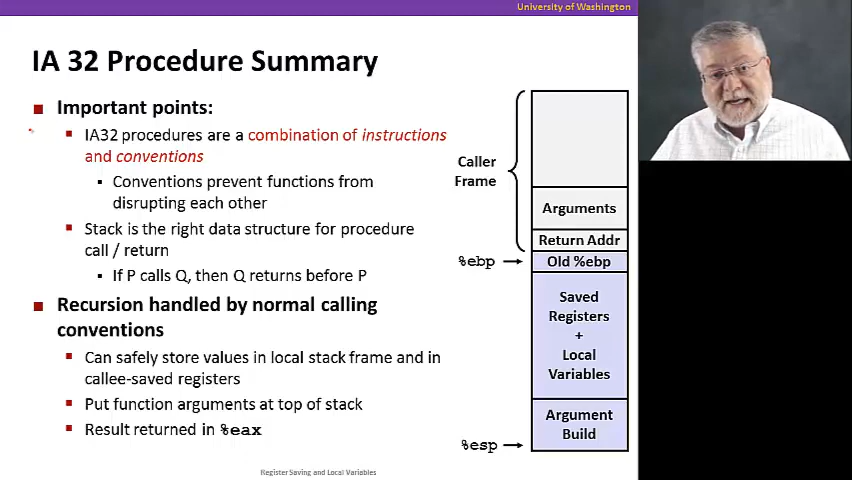 University of Washington
IA 32 Procedure Summary
Important points:
IA32 procedures are a combination of instructions
and conventions
Conventions prevent functions from
disrupting each other
Stack is the right data structure for procedure
call / return
If P calls Q, then Q returns before P
Recursion handled by normal calling
conventions
Can safely store values in local stack frame and in
callee-saved registers
Put function arguments at top of stack
Result returned in %eax
Caller
Frame
Arguments
Return Addr
%ebp
Old %ebp
Saved
Registers
+
Local
Variables
Argument
Build
%esp
Register Saving and Local Variables